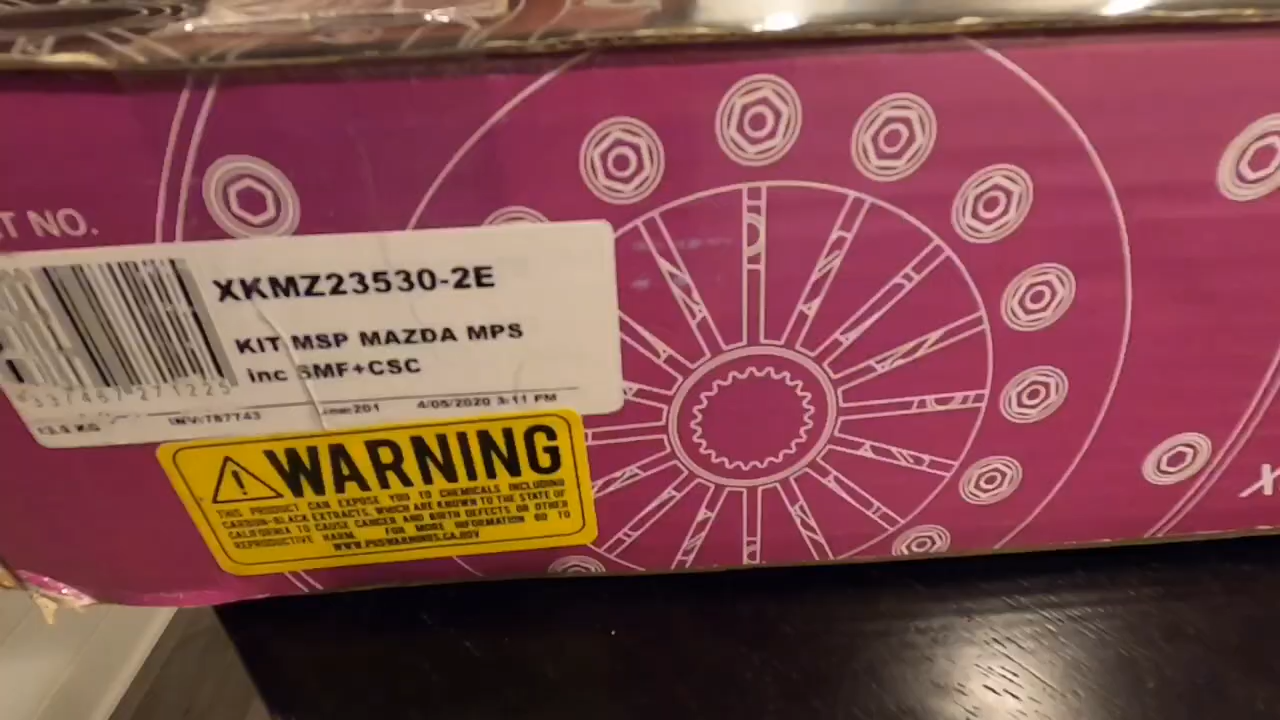 T NO.
XKMZ23530-2E
KIT MSP MAZDA MPS
inc SMF+CSC
4/05/2020 3:11 PM
INV:787743
WARNING
THIS PRODUCT CAN EXPOSE YOU TO CHEMICALS INCLUDING
CARBON-BLACK EXTRACTS, WHICH ARE KNOWN TO THE STATE OF
CALIFORNIA TO CAUSE CANCER AND BIRTH DEFECTS OR OTHER
REPRODUCTIVE HARM. FOR MORE INFORMATION GO TO
WWW.P65WARNINGS.CA.GOV